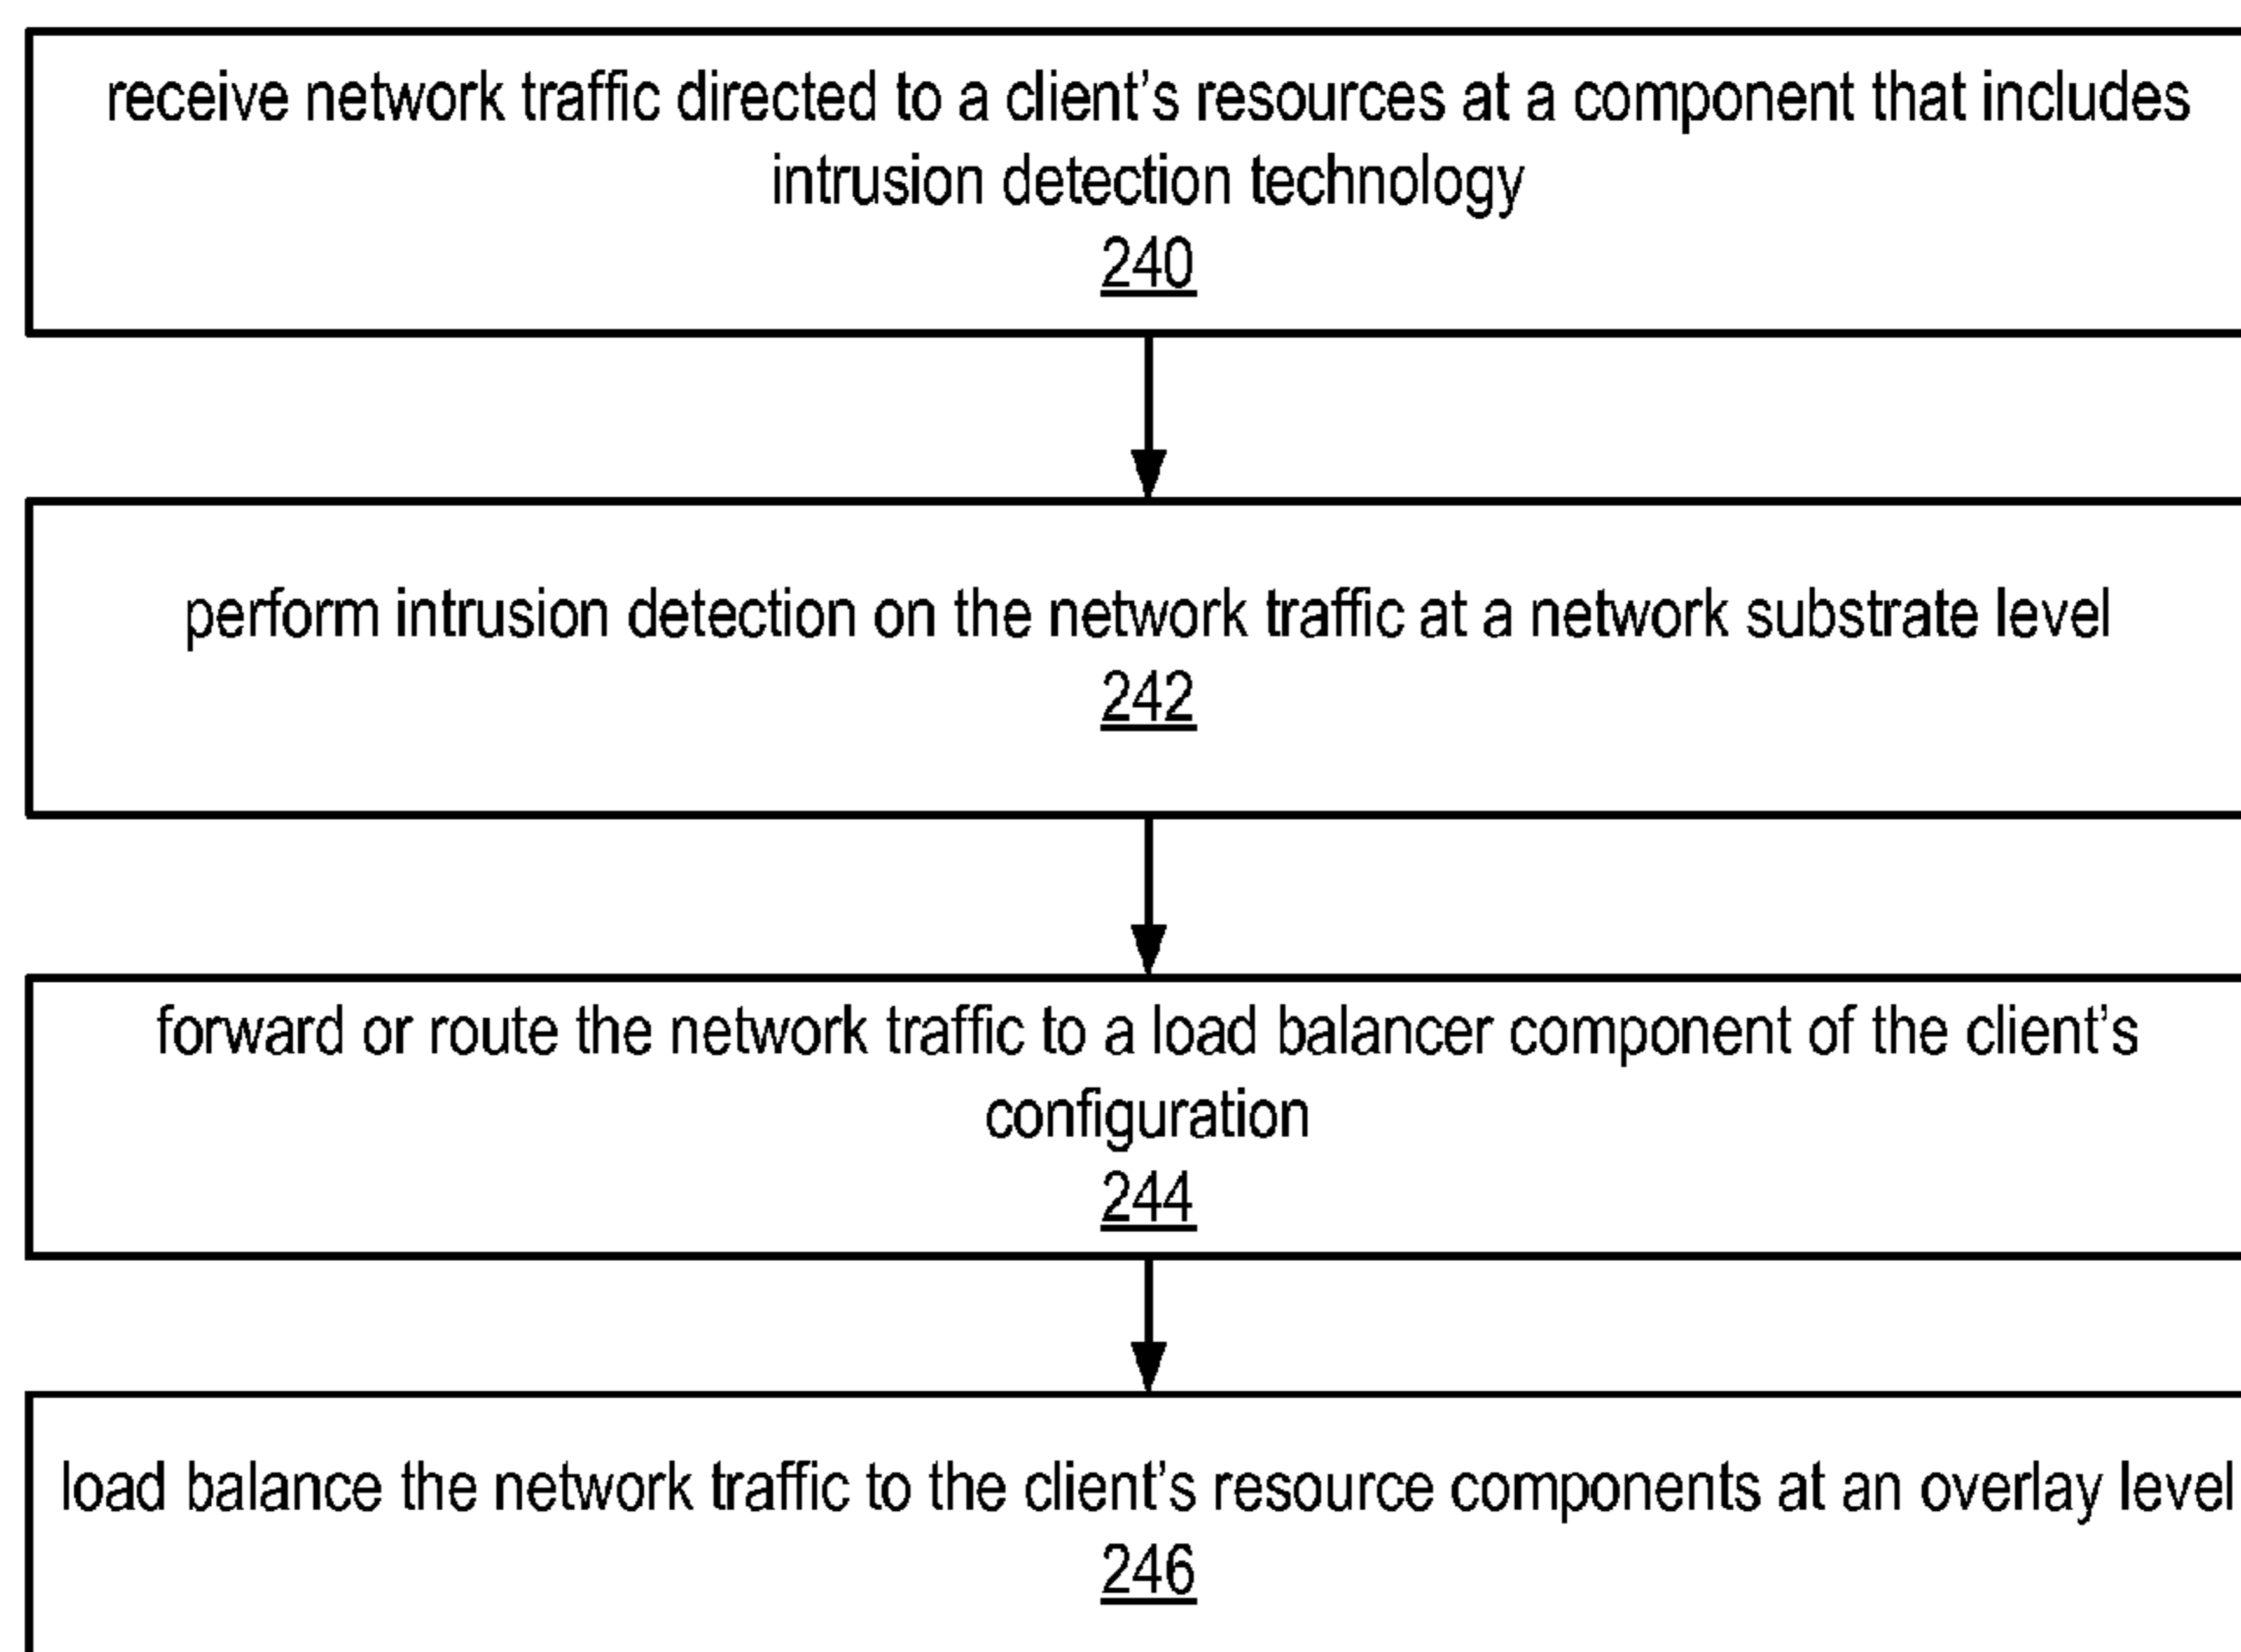 receive network traffic directed to a client's resources at a component that includes
intrusion detection technology
240
perform intrusion detection on the network traffic at a network substrate level
242
forward or route the network traffic to a load balancer component of the client's
configuration
244
load balance the network traffic to the client's resource components at an overlay level
246